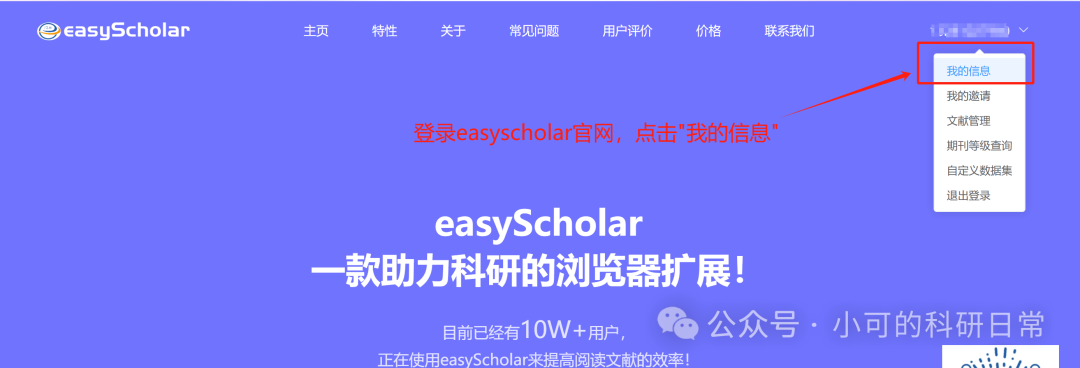 easyScholar
主页 特性 关于 常见问题 用户评价 价格 联系我们
我的信息
我的邀请
文献管理
期刊等级查询
自定义数据集
退出登录
登录easyscholar官网，点击"我的信息"
easyScholar
一款助力科研的浏览器扩展！
目前已经有10W+用户，
正在使用easyScholar来提高阅读文献的效率！
公众号 · 小可的科研日常